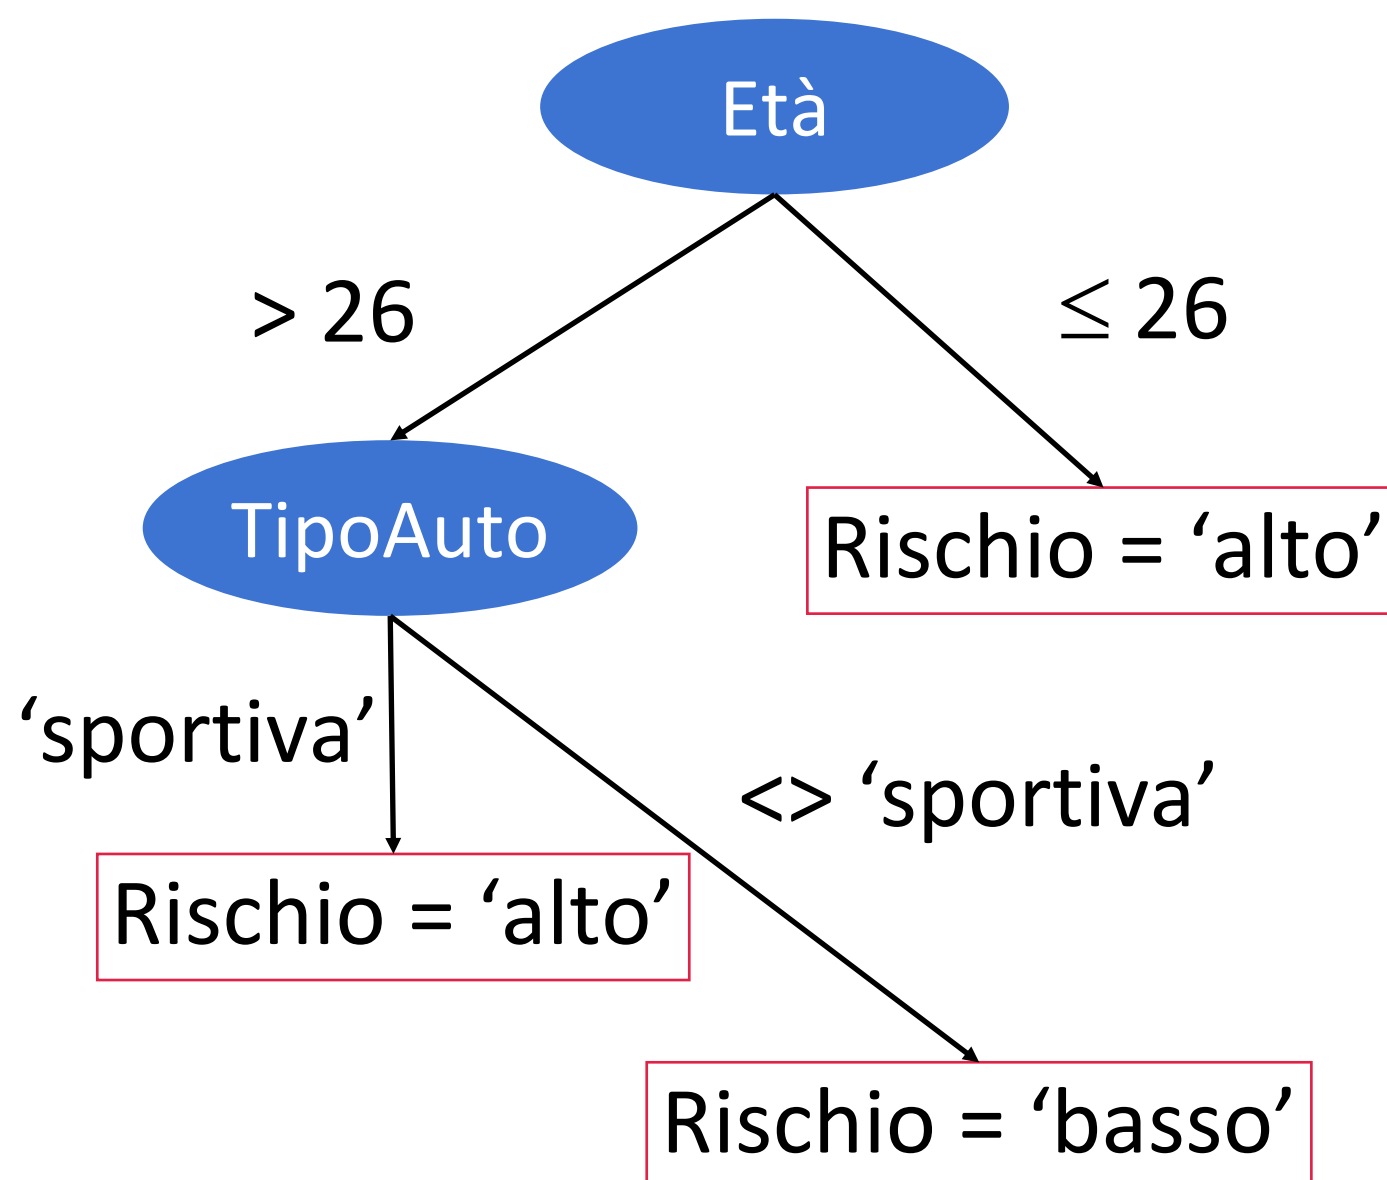 Età
> 26
≤ 26
TipoAuto
Rischio = ‘alto’
‘sportiva’
<> ‘sportiva’
Rischio = ‘alto’
Rischio = ‘basso’